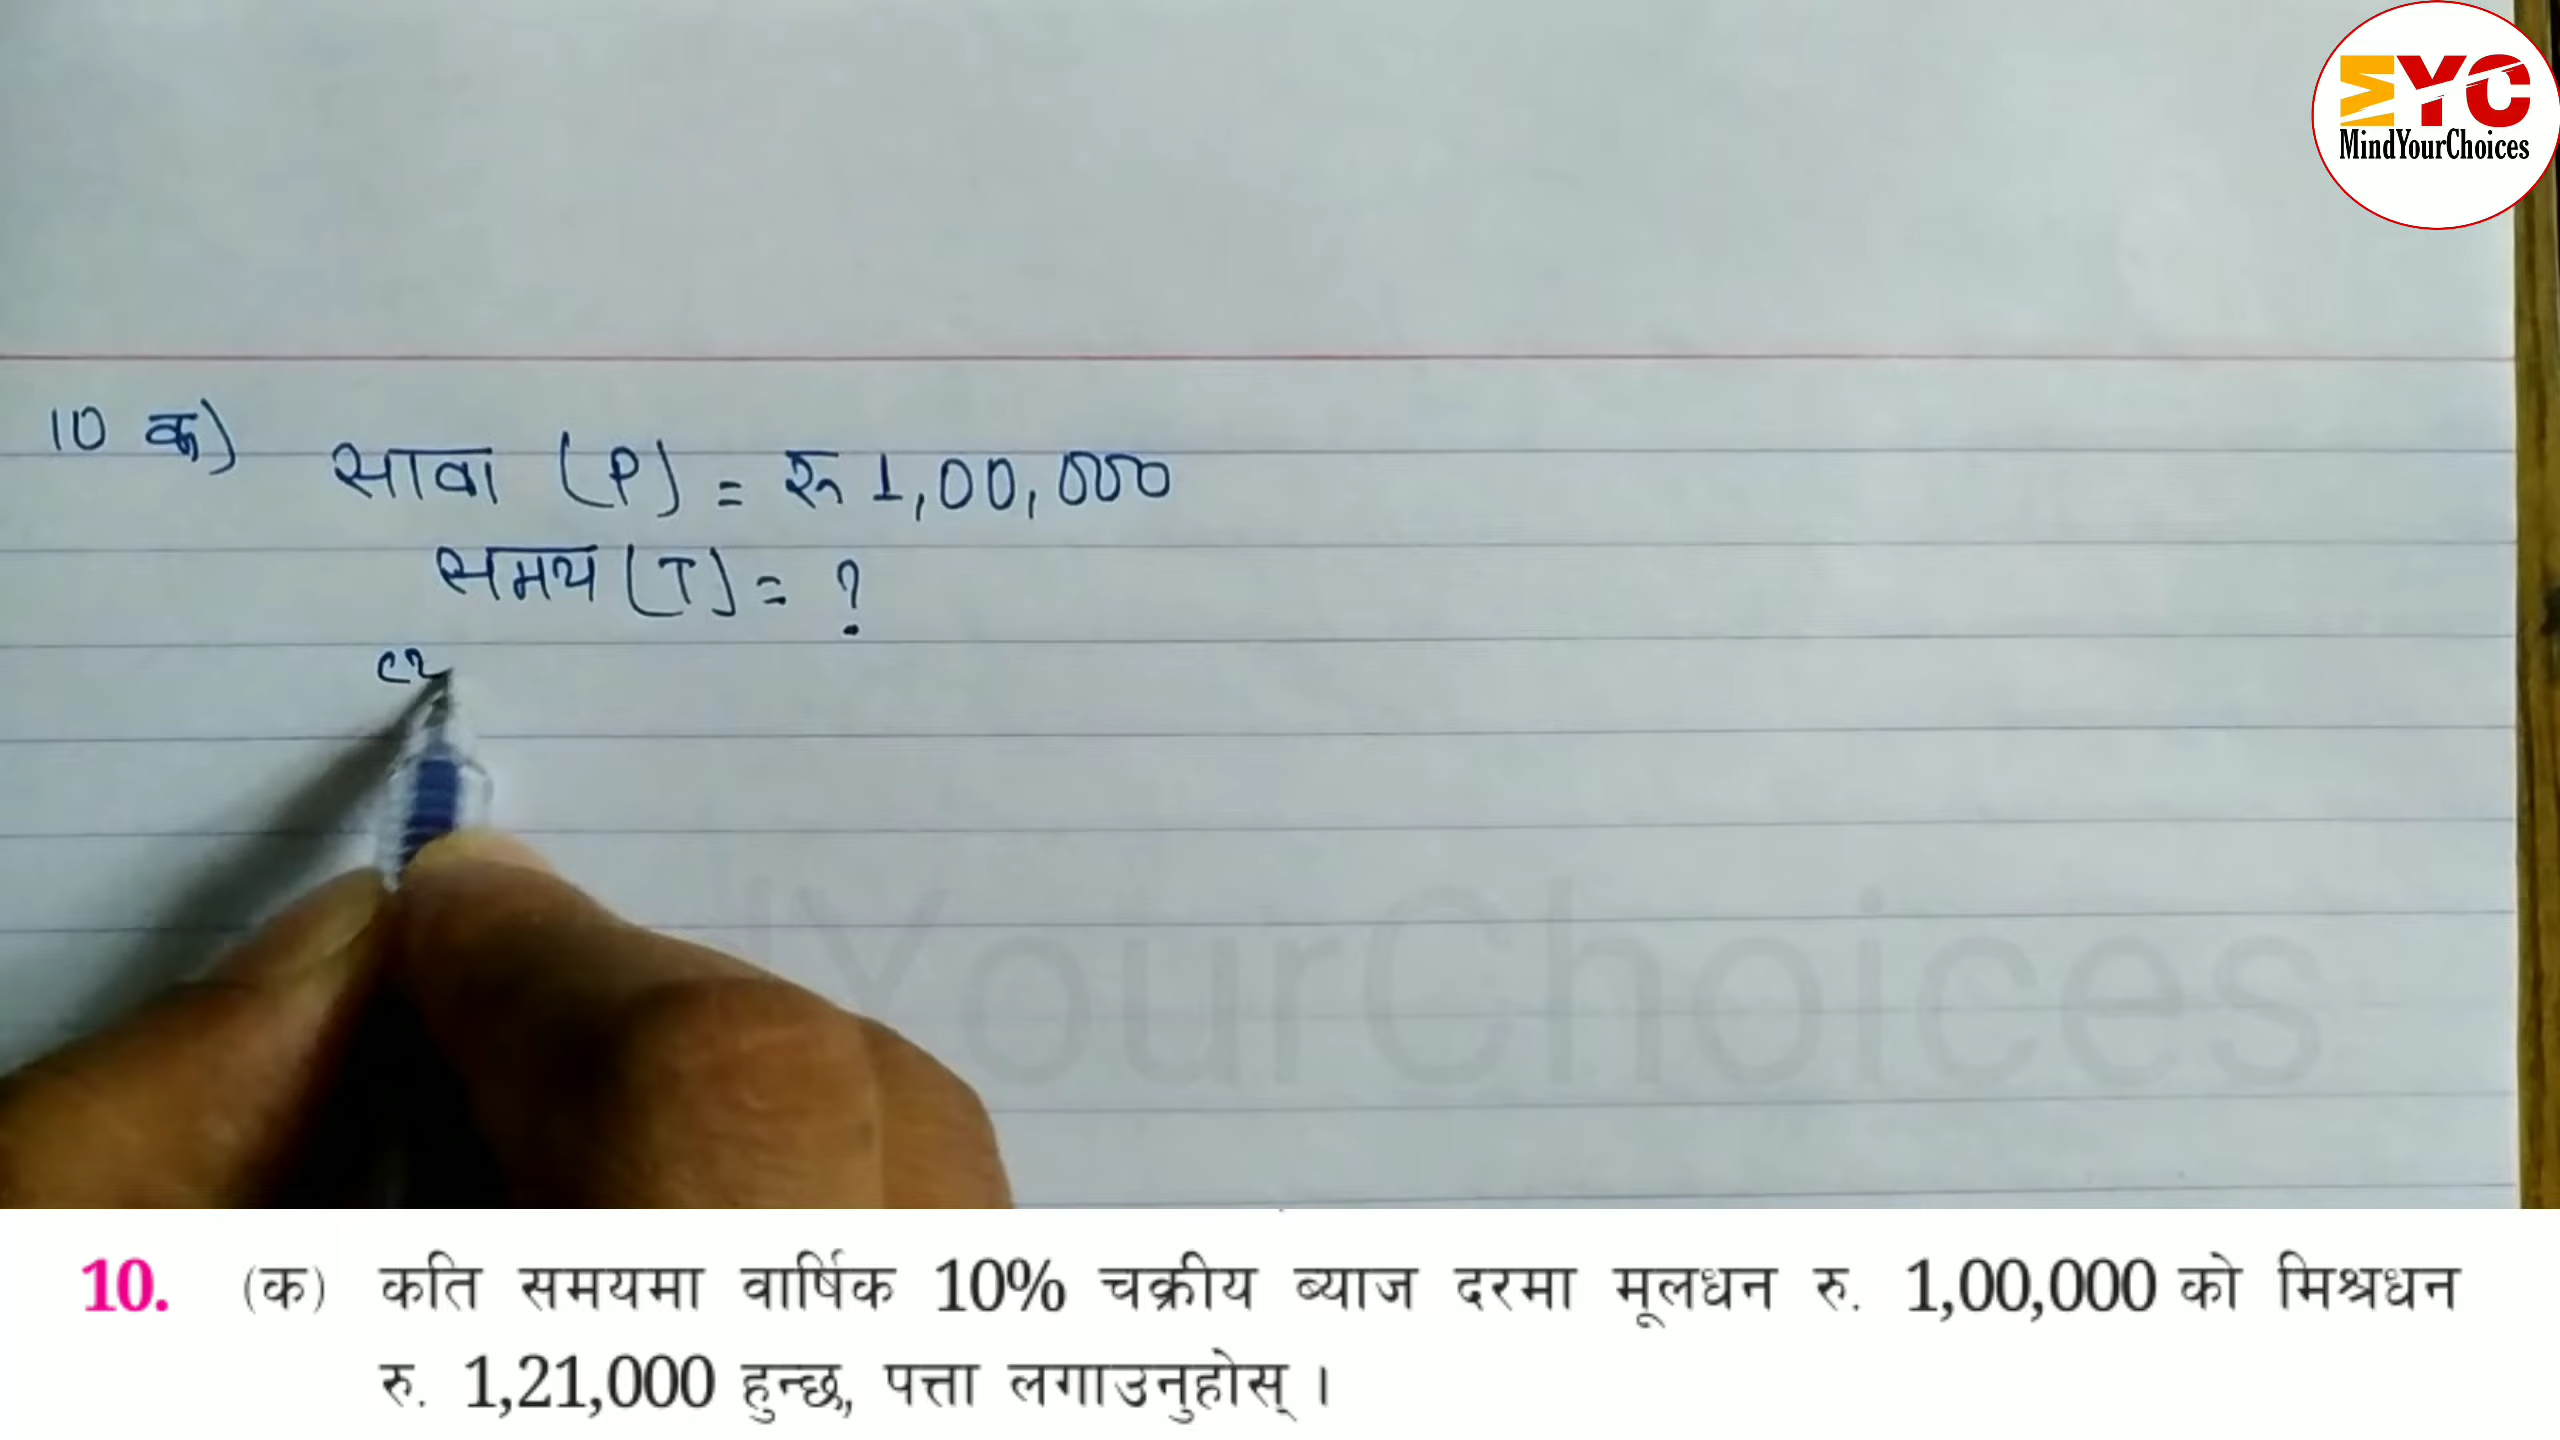 MYC
MindYourChoices
10 क)
सावा (P) = रु 1,00,000
समय (T) = ?
YourChoices
10. (क) कति समयमा वार्षिक 10% चक्रीय ब्याज दरमा मूलधन रु. 1,00,000 को मिश्रधन
रु. 1,21,000 हुन्छ, पत्ता लगाउनुहोस् ।